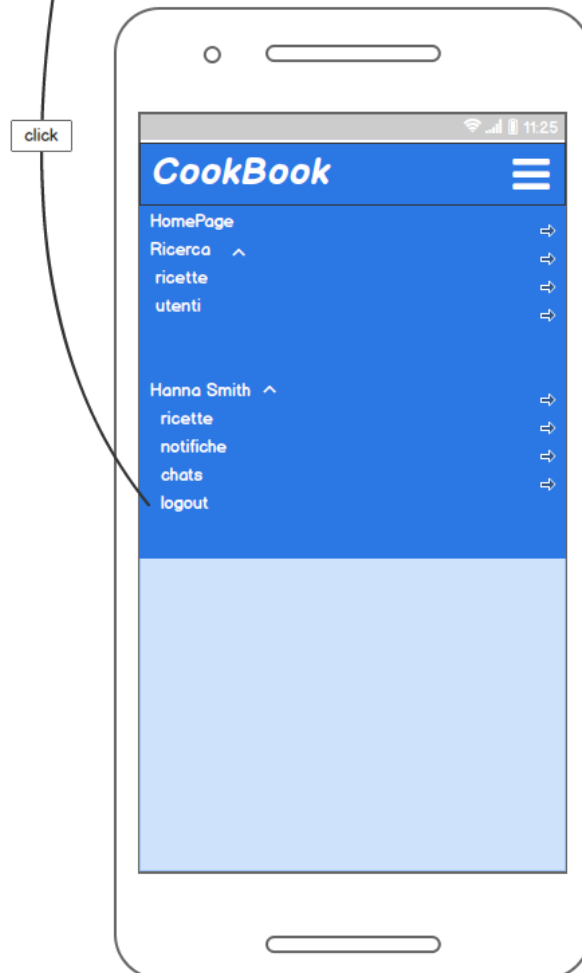 11:25
click
CookBook
HomePage
Ricerca
ricette
utenti
Hanna Smith
ricette
notifiche
chats
logout